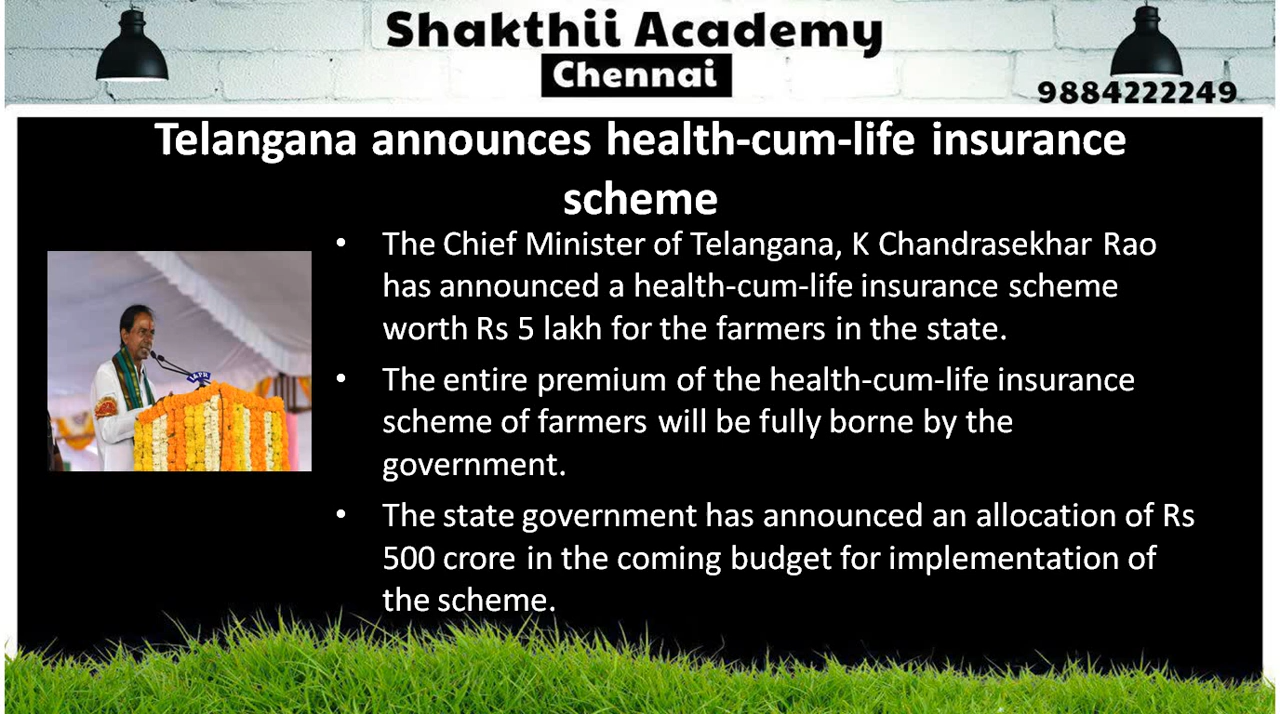 Shakthii Academy
Chennai
9884222249
Telangana announces health-cum-life insurance
scheme
• The Chief Minister of Telangana, K Chandrasekhar Rao
has announced a health-cum-life insurance scheme
worth Rs 5 lakh for the farmers in the state.
• The entire premium of the health-cum-life insurance
scheme of farmers will be fully borne by the
government.
• The state government has announced an allocation of Rs
500 crore in the coming budget for implementation of
the scheme.
I&PR